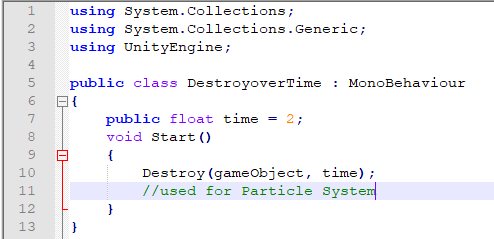 1 using System.Collections;
2 using System.Collections.Generic;
3 using UnityEngine;
4
5 public class DestroyoverTime : MonoBehaviour
6 {
7     public float time = 2;
8     void Start()
9     {
10         Destroy(gameObject, time);
11         //used for Particle System
12     }
13 }